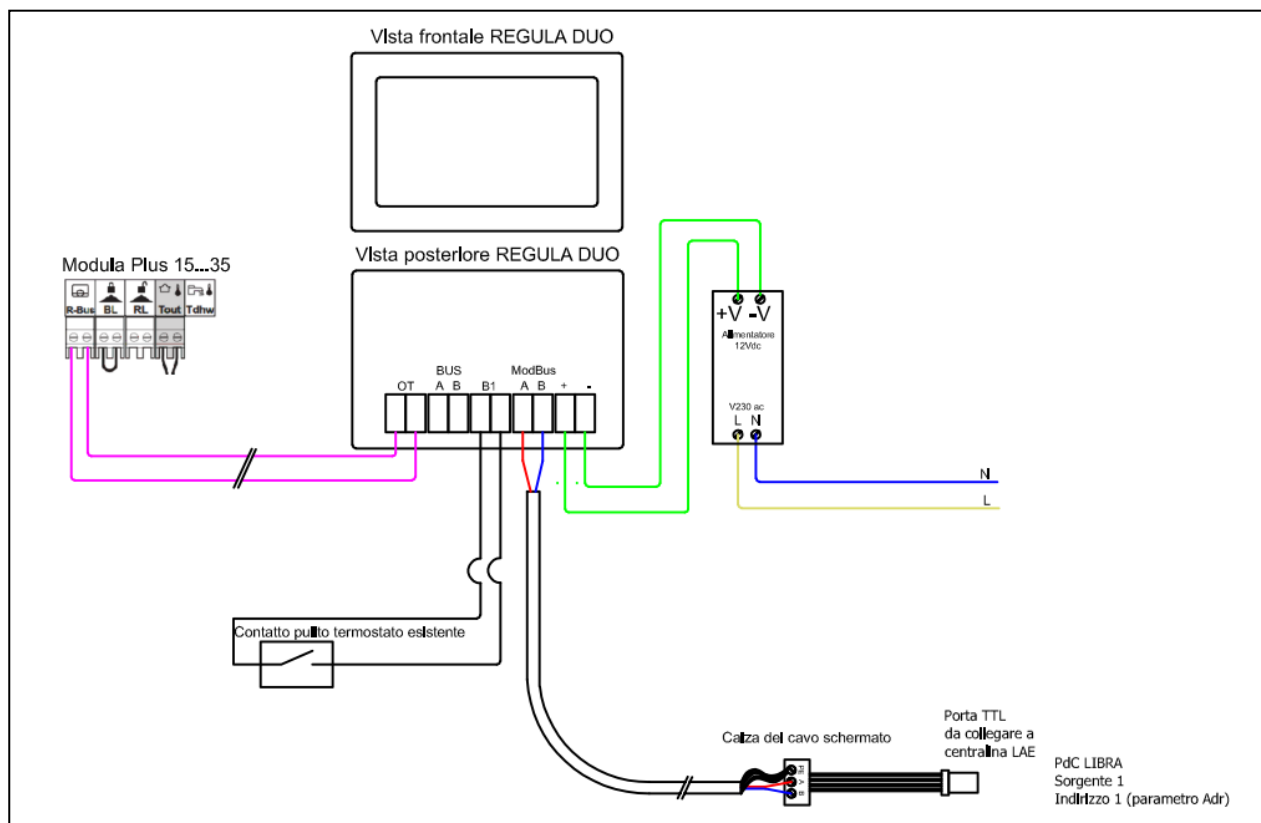 Vista frontale REGULA DUO
Vista posteriore REGULA DUO
Modula Plus 15...35
R-Bus BL RL Tout Tdhw
OT BUS B1 ModBus + -
A B A B
+V -V
Alimentatore
12Vdc
V230 ac
L N
N
L
Contatto pulito termostato esistente
Calza del cavo schermato
PE
A
B
Porta TTL
da collegare a
centralina LAE
PdC LIBRA
Sorgente 1
Indirizzo 1 (parametro Adr)